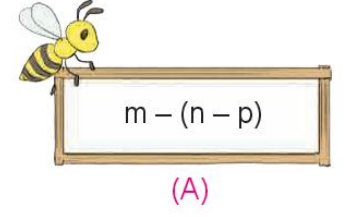 m – (n – p)
(A)